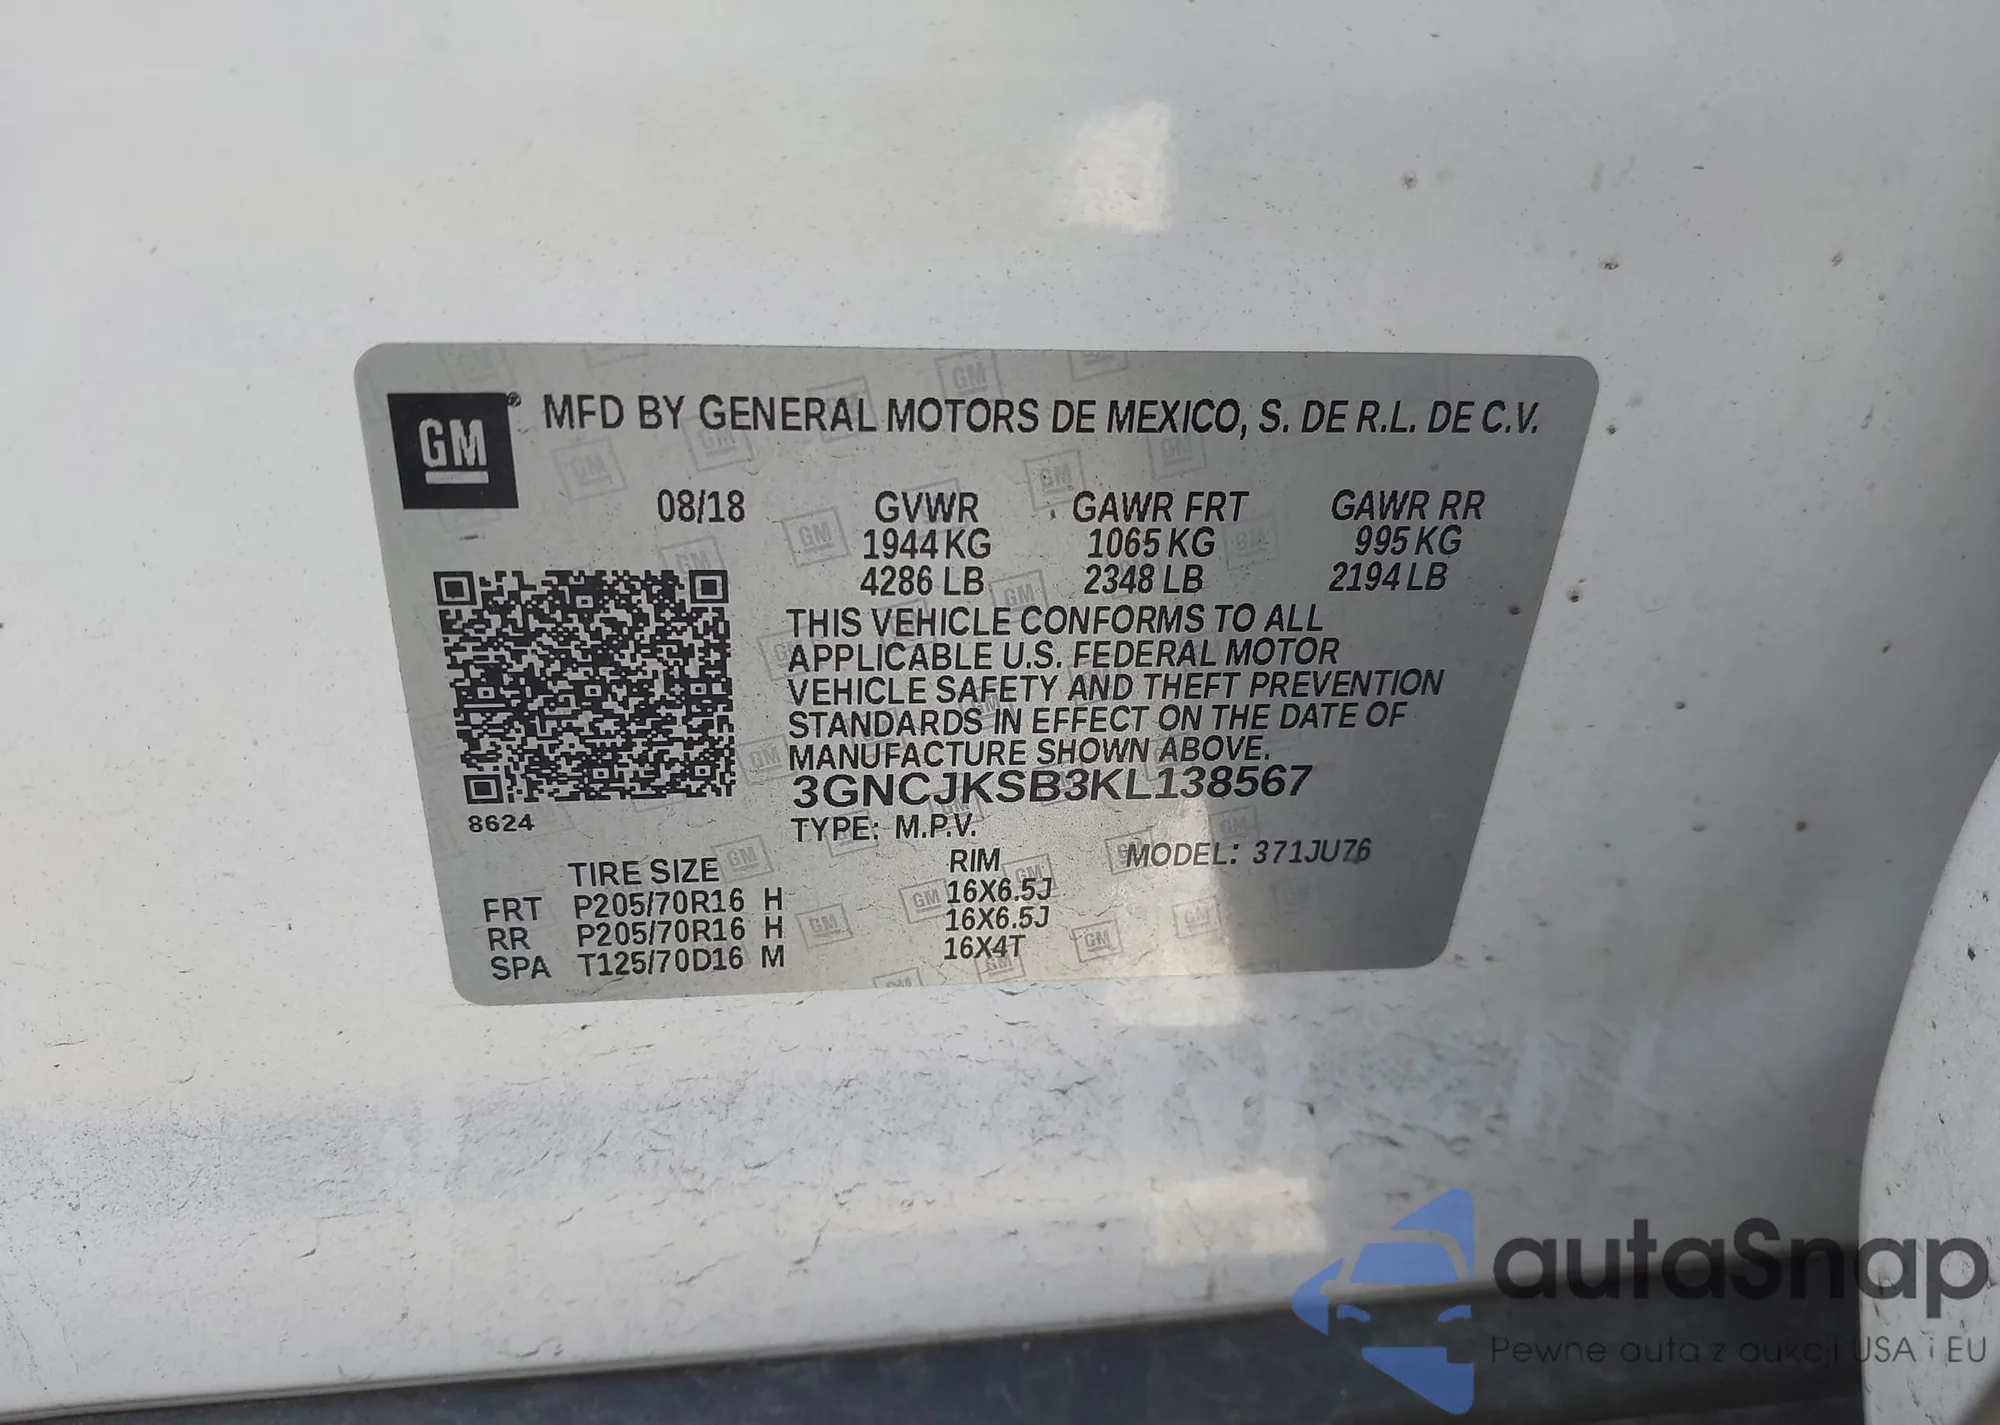 GM
MFD BY GENERAL MOTORS DE MEXICO, S. DE R.L. DE C.V.
08/18 GVWR GAWR FRT GAWR RR
1944 KG 1065 KG 995 KG
4286 LB 2348 LB 2194 LB
THIS VEHICLE CONFORMS TO ALL
APPLICABLE U.S. FEDERAL MOTOR
VEHICLE SAFETY AND THEFT PREVENTION
STANDARDS IN EFFECT ON THE DATE OF
MANUFACTURE SHOWN ABOVE.
3GNCJKSB3KL138567
8624
TYPE: M.P.V.
MODEL: 371JU76
TIRE SIZE RIM
FRT P205/70R16 H 16X6.5J
RR P205/70R16 H 16X6.5J
SPA T125/70D16 M 16X4T
autaSnap
Pewne auta z aukcji USA i EU